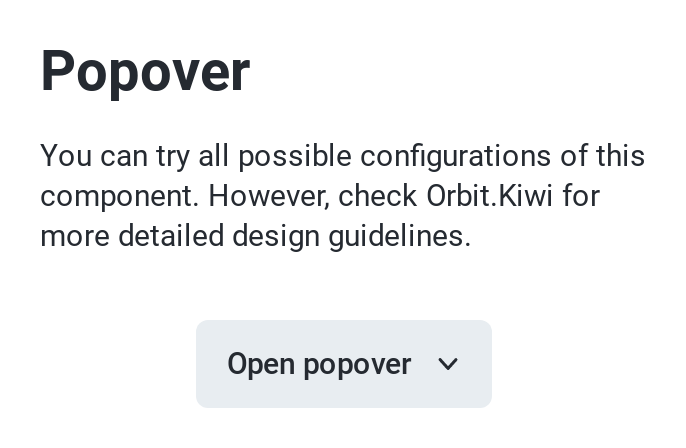 Popover
You can try all possible configurations of this
component. However, check Orbit.Kiwi for
more detailed design guidelines.
Open popover